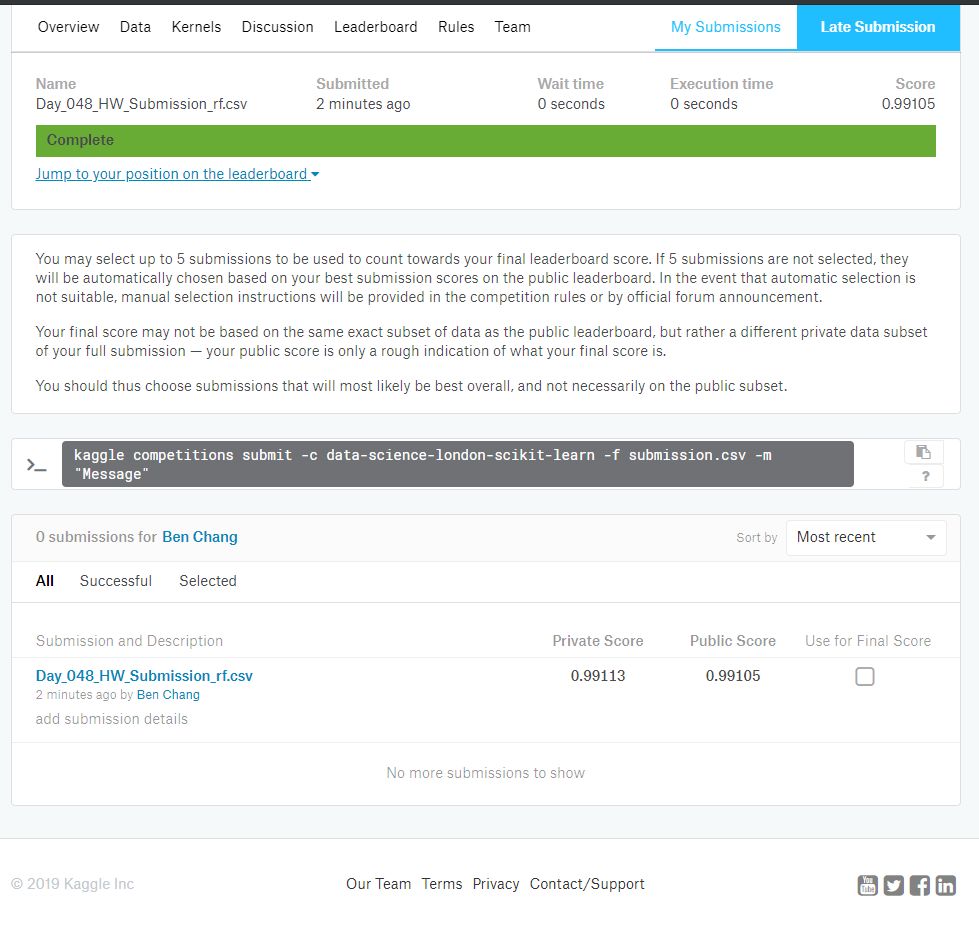 Overview Data Kernels Discussion Leaderboard Rules Team My Submissions Late Submission
Name Submitted Wait time Execution time Score
Day_048_HW_Submission_rf.csv 2 minutes ago 0 seconds 0 seconds 0.99105
Complete
Jump to your position on the leaderboard
You may select up to 5 submissions to be used to count towards your final leaderboard score. If 5 submissions are not selected, they
will be automatically chosen based on your best submission scores on the public leaderboard. In the event that automatic selection is
not suitable, manual selection instructions will be provided in the competition rules or by official forum announcement.
Your final score may not be based on the same exact subset of data as the public leaderboard, but rather a different private data subset
of your full submission — your public score is only a rough indication of what your final score is.
You should thus choose submissions that will most likely be best overall, and not necessarily on the public subset.
>_ kaggle competitions submit -c data-science-london-scikit-learn -f submission.csv -m
"Message"
?
0 submissions for Ben Chang Sort by Most recent
All Successful Selected
Submission and Description Private Score Public Score Use for Final Score
Day_048_HW_Submission_rf.csv 0.99113 0.99105
2 minutes ago by Ben Chang
add submission details
No more submissions to show
© 2019 Kaggle Inc Our Team Terms Privacy Contact/Support You Tube